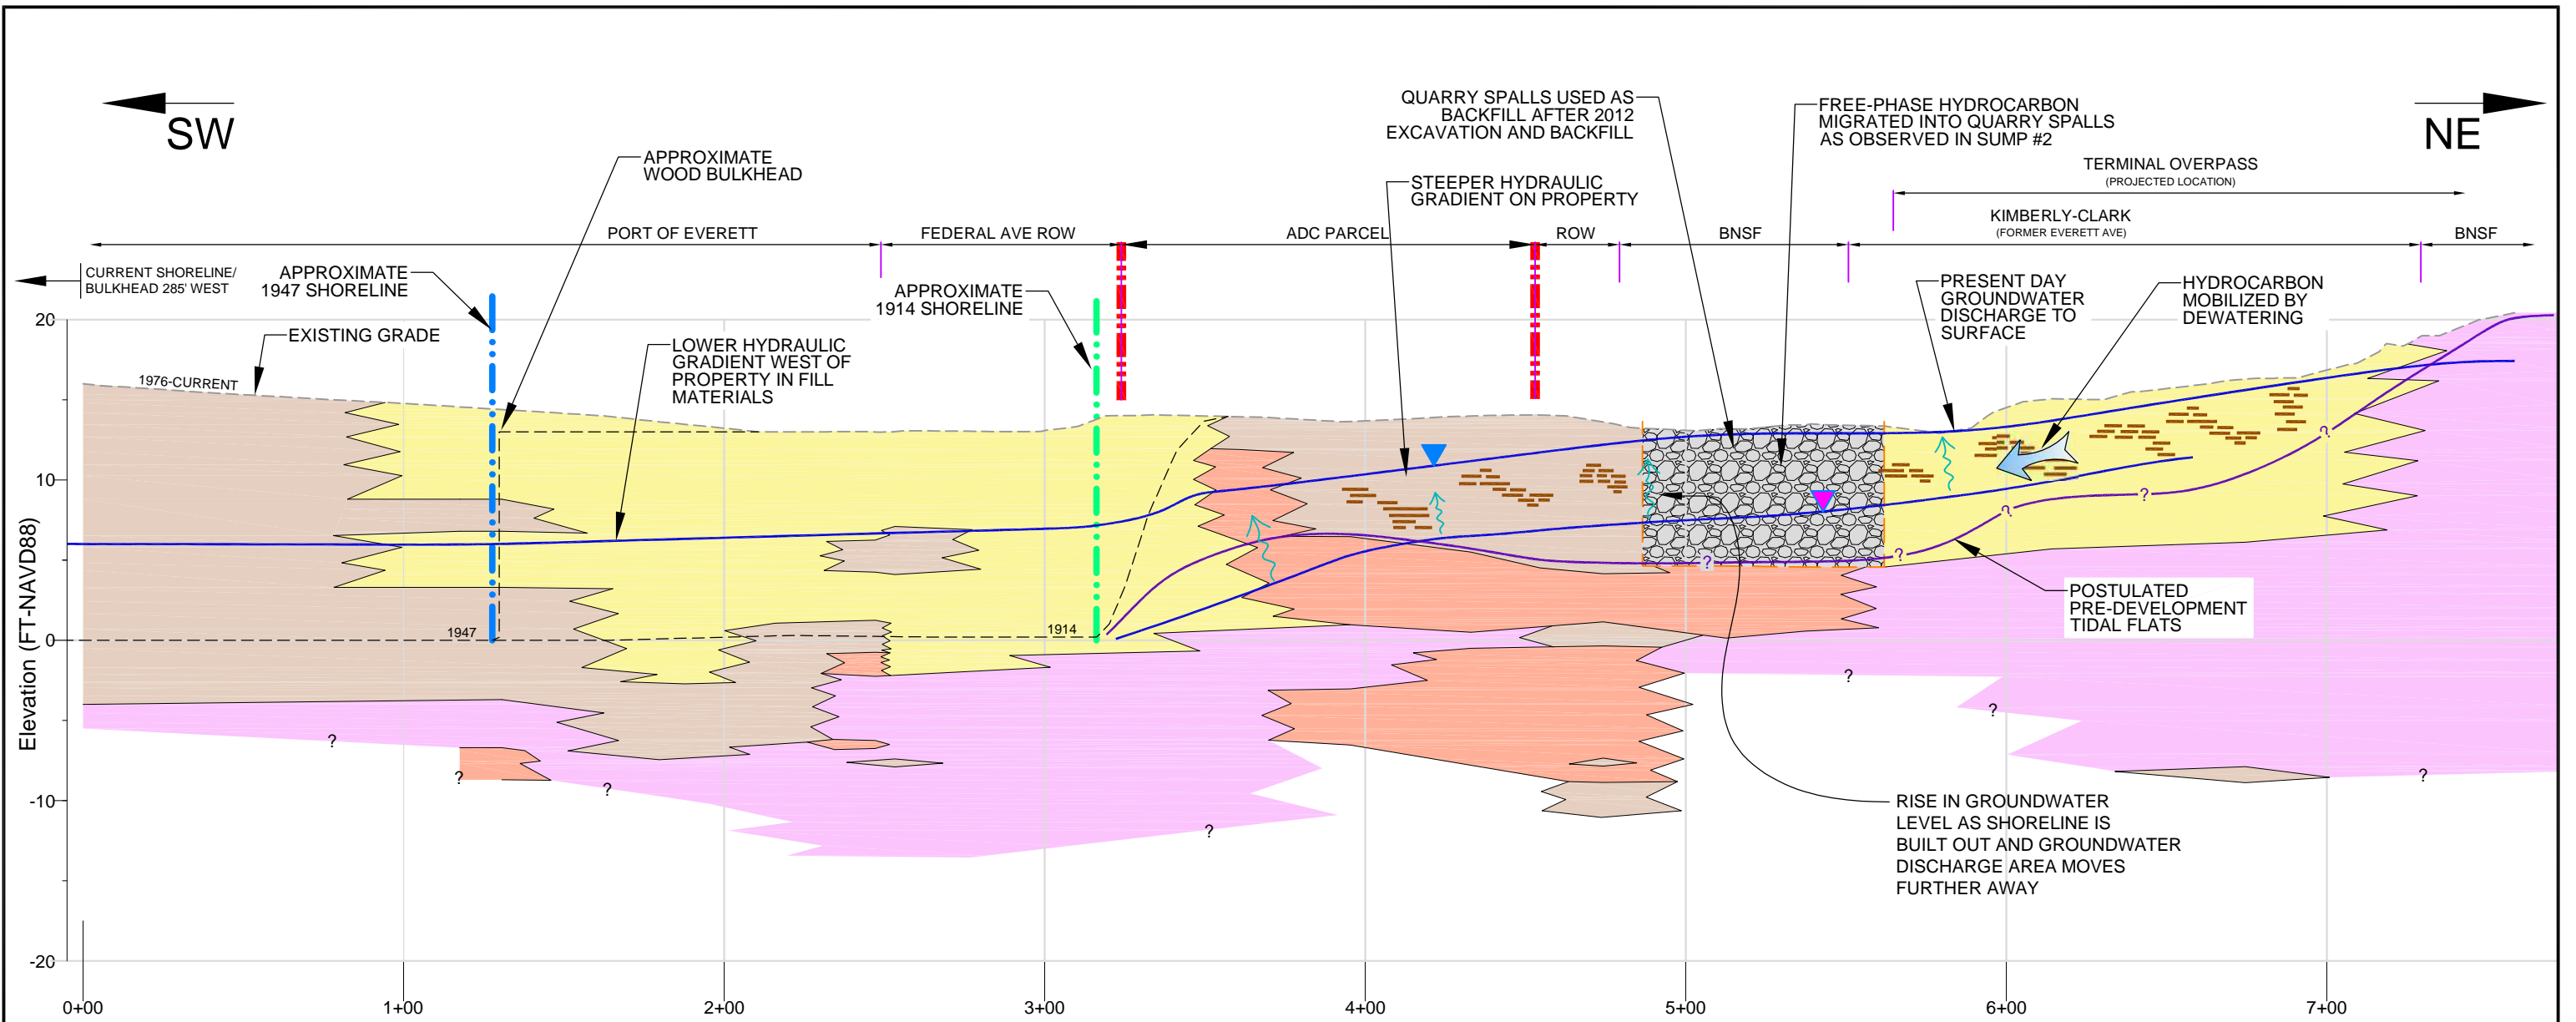 SW
NE
QUARRY SPALLS USED AS
BACKFILL AFTER 2012
EXCAVATION AND BACKFILL
FREE-PHASE HYDROCARBON
MIGRATED INTO QUARRY SPALLS
AS OBSERVED IN SUMP #2
APPROXIMATE
WOOD BULKHEAD
STEEPER HYDRAULIC
GRADIENT ON PROPERTY
TERMINAL OVERPASS
(PROJECTED LOCATION)
PORT OF EVERETT
FEDERAL AVE ROW
ADC PARCEL
ROW
BNSF
KIMBERLY-CLARK
(FORMER EVERETT AVE)
BNSF
CURRENT SHORELINE/
BULKHEAD 285' WEST
APPROXIMATE
1947 SHORELINE
APPROXIMATE
1914 SHORELINE
PRESENT DAY
GROUNDWATER
DISCHARGE TO
SURFACE
HYDROCARBON
MOBILIZED BY
DEWATERING
EXISTING GRADE
1976-CURRENT
LOWER HYDRAULIC
GRADIENT WEST OF
PROPERTY IN FILL
MATERIALS
POSTULATED
PRE-DEVELOPMENT
TIDAL FLATS
1947
1914
RISE IN GROUNDWATER
LEVEL AS SHORELINE IS
BUILT OUT AND GROUNDWATER
DISCHARGE AREA MOVES
FURTHER AWAY
?
?
?
?
?
?
?
?
?
?
?
?
Elevation (FT-NAVD88)
20
10
0
-10
-20
0+00
1+00
2+00
3+00
4+00
5+00
6+00
7+00